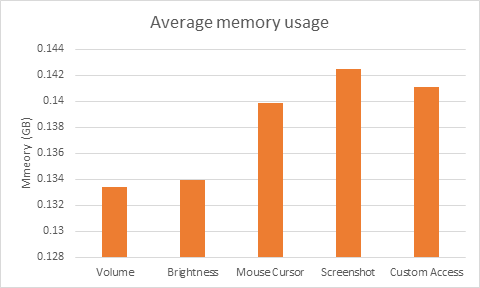 Average memory usage
Mmeory (GB)
0.144
0.142
0.14
0.138
0.136
0.134
0.132
0.13
0.128
Volume
Brightness
Mouse Cursor
Screenshot
Custom Access